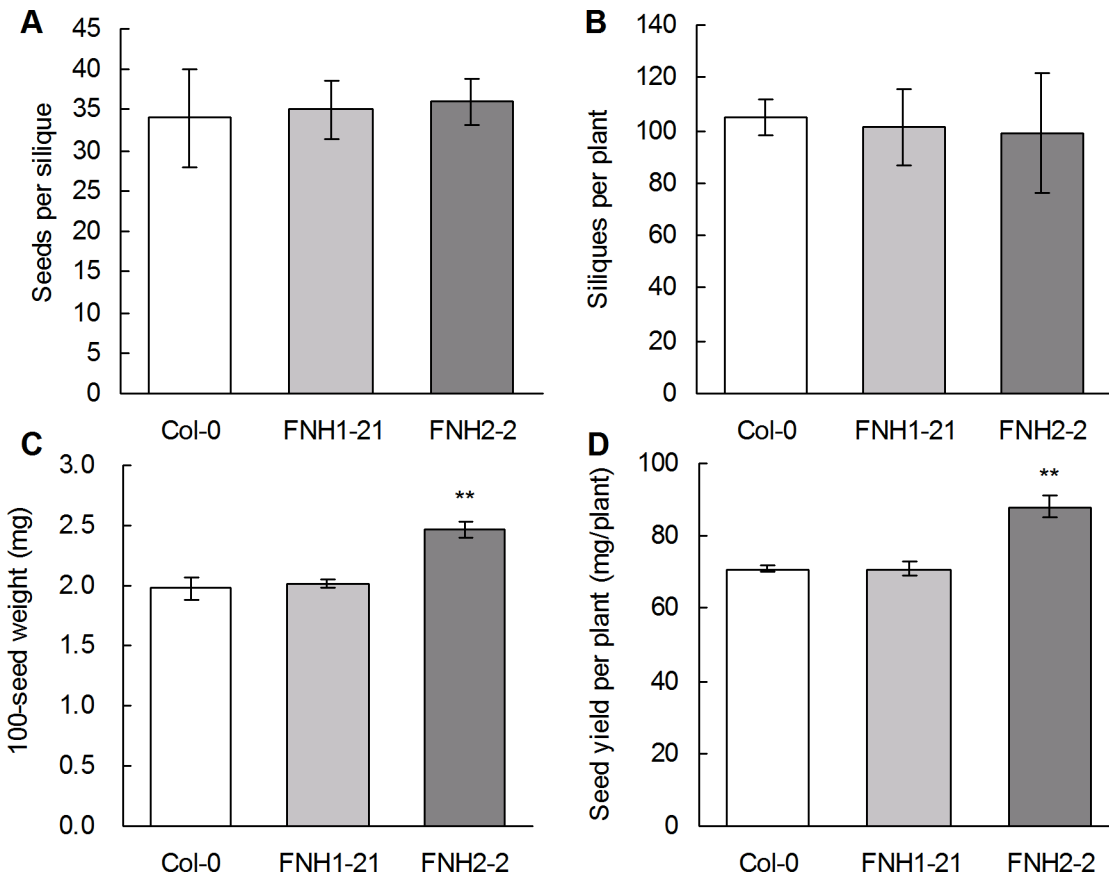 A
Seeds per silique
45
40
35
30
25
20
15
10
5
0
Col-0 FNH1-21 FNH2-2
B
Siliques per plant
140
120
100
80
60
40
20
0
Col-0 FNH1-21 FNH2-2
C
100-seed weight (mg)
3.0
2.5
2.0
1.5
1.0
0.5
0.0
**
Col-0 FNH1-21 FNH2-2
D
Seed yield per plant (mg/plant)
100
80
60
40
20
0
**
Col-0 FNH1-21 FNH2-2